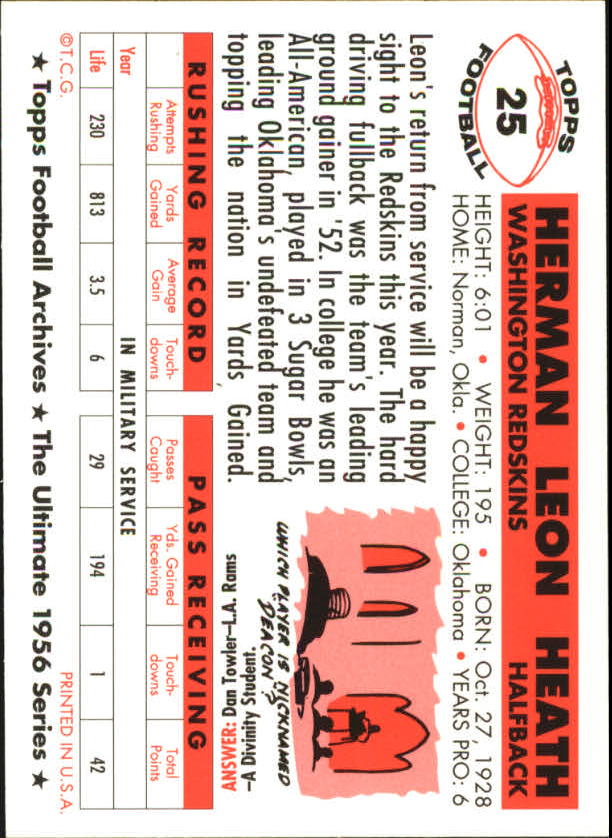 TOPPS
25
FOOTBALL
HERMAN LEON HEATH
WASHINGTON REDSKINS HALFBACK
HEIGHT: 6:01 • WEIGHT: 195 • BORN: Oct. 27, 1928
HOME: Norman, Okla. • COLLEGE: Oklahoma • YEARS PRO: 6
Leon's return from service will be a happy
sight to the Redskins this year. The hard
driving fullback was the team's leading
ground gainer in '52. In college he was an
All-American, played in 3 Sugar Bowls,
leading Oklahoma's undefeated team and
topping the nation in Yards Gained.
WHICH PLAYER IS NICKNAMED
DEACON?
ANSWER: Dan Towler—L.A. Rams
—A Divinity Student
RUSHING RECORD PASS RECEIVING
Attempts Rushing Yards Gained Average Gain Touch-downs Passes Caught Yds. Gained Receiving Touch-downs Total Points
Year IN MILITARY SERVICE
Life 230 813 3.5 6 29 194 1 42
©T.C.G. PRINTED IN U.S.A.
★ Topps Football Archives ★ The Ultimate 1956 Series ★